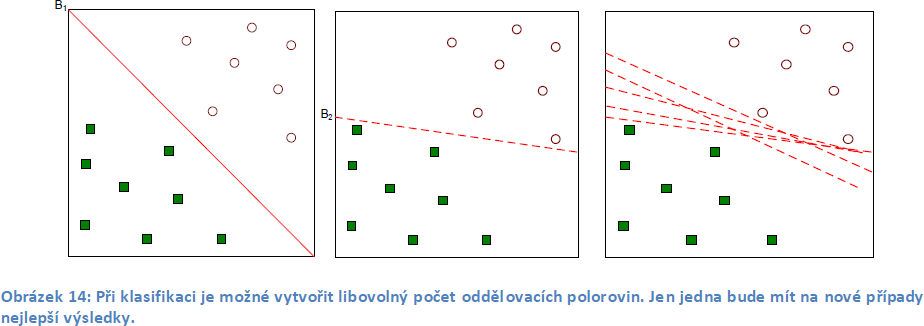 B1
B2
Obrázek 14: Při klasifikaci je možné vytvořit libovolný počet oddělovacích polorovin. Jen jedna bude mít na nové případy
nejlepší výsledky.